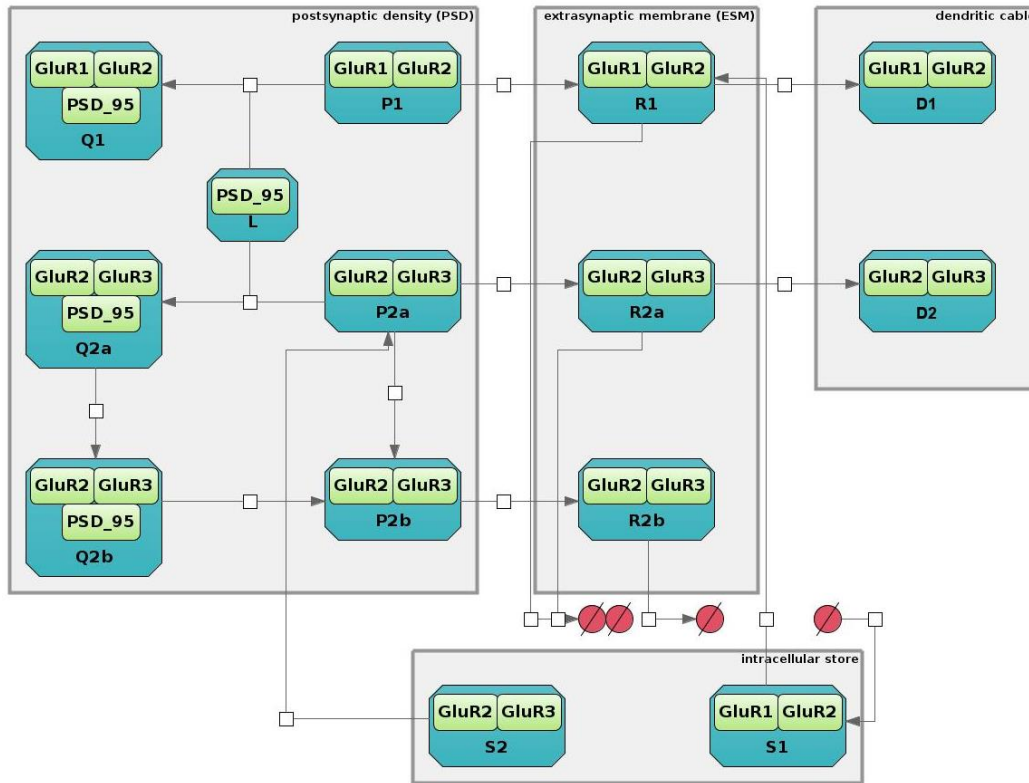 postsynaptic density (PSD)
extrasynaptic membrane (ESM)
dendritic cable
GluR1 GluR2
PSD_95
Q1
GluR1 GluR2
P1
GluR1 GluR2
R1
GluR1 GluR2
D1
PSD_95
L
GluR2 GluR3
PSD_95
Q2a
GluR2 GluR3
P2a
GluR2 GluR3
R2a
GluR2 GluR3
D2
GluR2 GluR3
PSD_95
Q2b
GluR2 GluR3
P2b
GluR2 GluR3
R2b
intracellular store
GluR2 GluR3
S2
GluR1 GluR2
S1